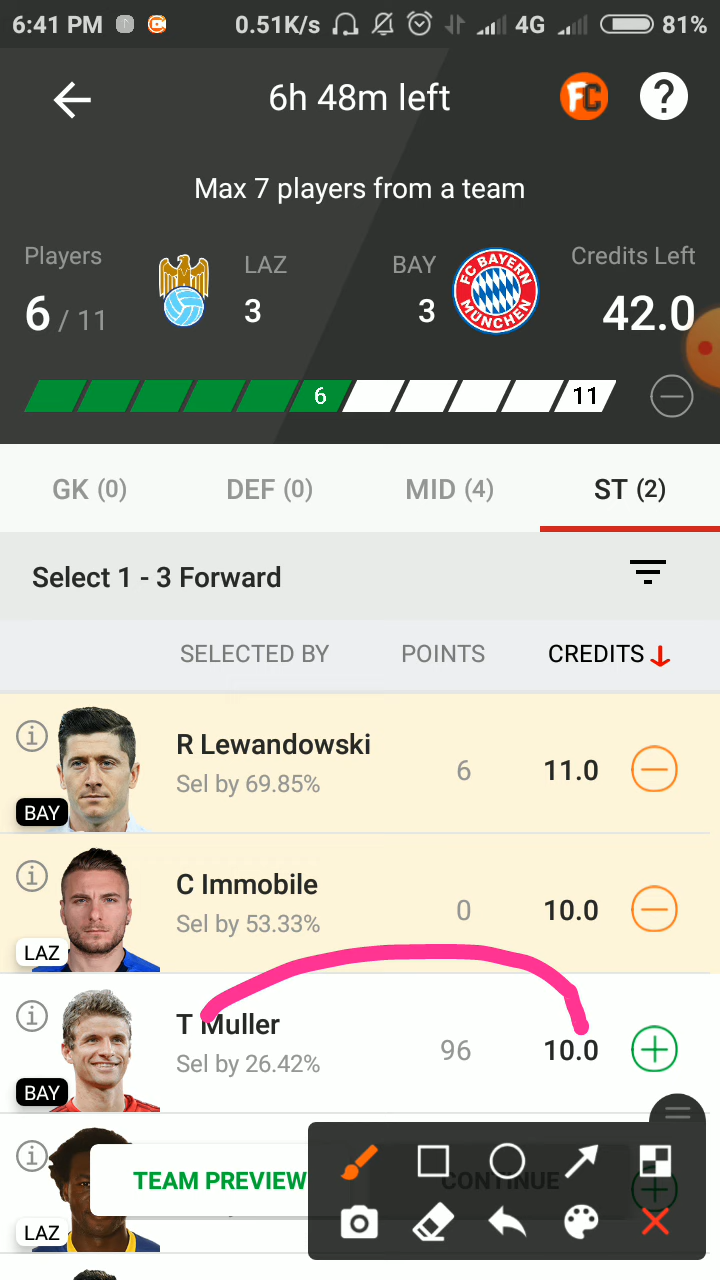 6:41 PM 0.51K/s 4G 81%
6h 48m left FC ?
Max 7 players from a team
Players LAZ BAY Credits Left
6 / 11 3 3 42.0
FC BAYERN MÜNCHEN
6 11
GK (0) DEF (0) MID (4) ST (2)
Select 1 - 3 Forward
SELECTED BY POINTS CREDITS
R Lewandowski
Sel by 69.85% 6 11.0
BAY
C Immobile
Sel by 53.33% 0 10.0
LAZ
T Muller
Sel by 26.42% 96 10.0
BAY
TEAM PREVIEW CONTINUE
LAZ